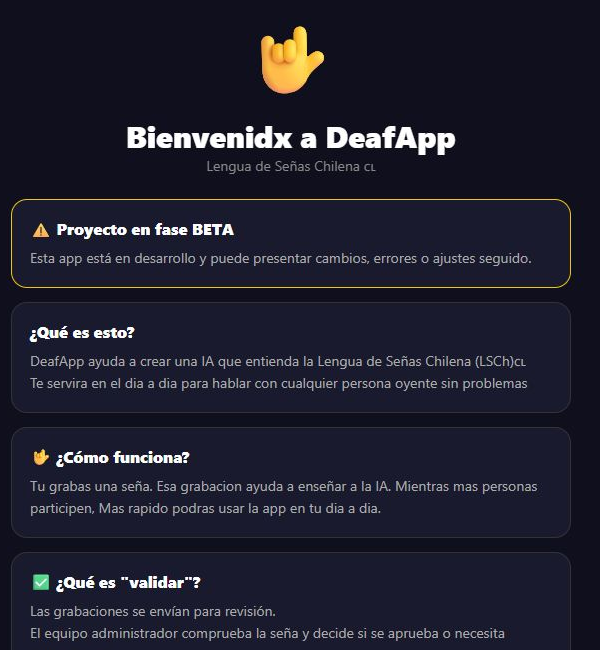 Bienvenidx a DeafApp
Lengua de Señas Chilena CL
Proyecto en fase BETA
Esta app está en desarrollo y puede presentar cambios, errores o ajustes seguido.
¿Qué es esto?
DeafApp ayuda a crear una IA que entienda la Lengua de Señas Chilena (LSCh)CL
Te servira en el dia a dia para hablar con cualquier persona oyente sin problemas
¿Cómo funciona?
Tu grabas una seña. Esa grabacion ayuda a enseñar a la IA. Mientras mas personas
participen, Mas rapido podras usar la app en tu dia a dia.
¿Qué es "validar"?
Las grabaciones se envían para revisión.
El equipo administrador comprueba la seña y decide si se aprueba o necesita